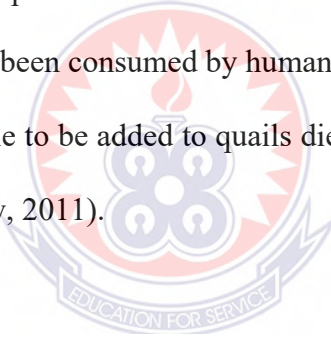 been consumed by human
e to be added to quails die
, 2011).
EDUCATION FOR SERVICE